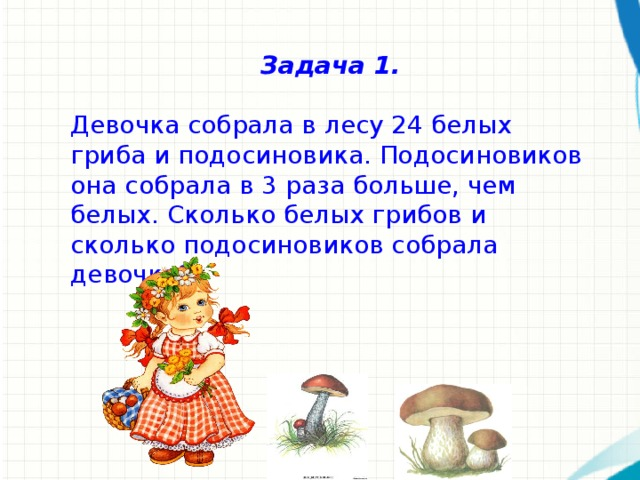 Задача 1.
Девочка собрала в лесу 24 белых
гриба и подосиновика. Подосиновиков
она собрала в 3 раза больше, чем
белых. Сколько белых грибов и
сколько подосиновиков собрала